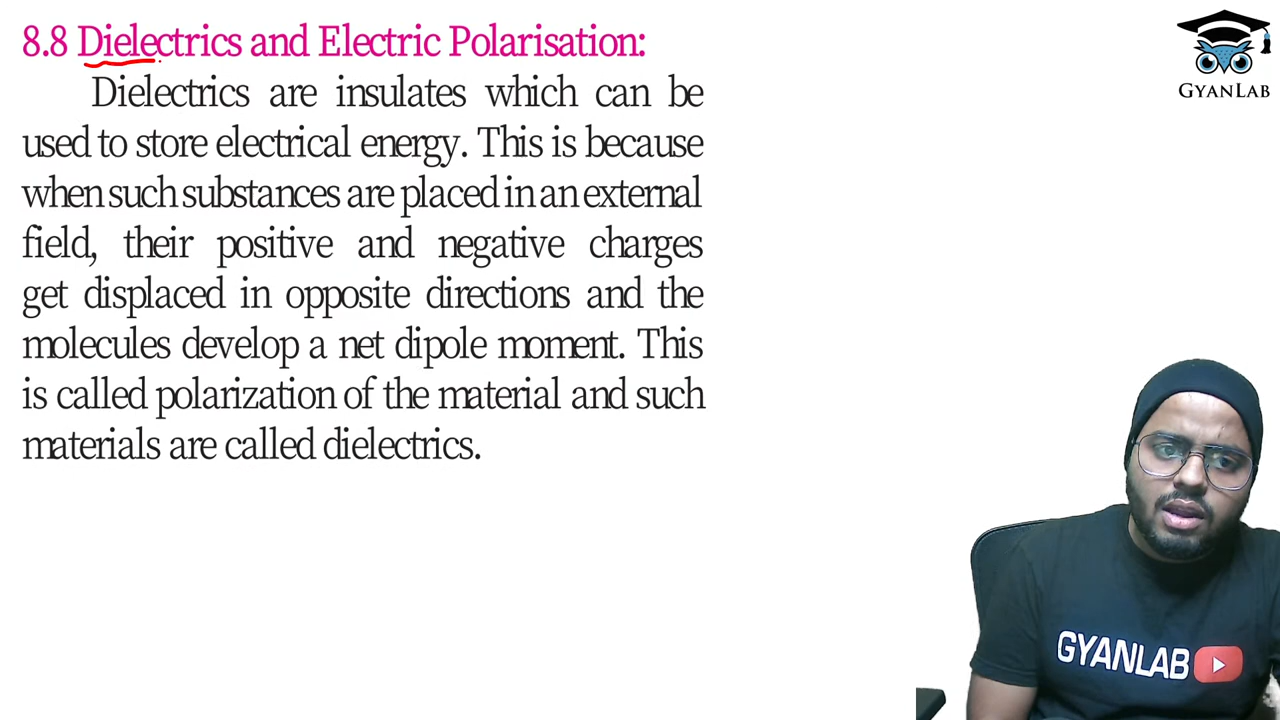 8.8 Dielectrics and Electric Polarisation:
Dielectrics are insulates which can be
used to store electrical energy. This is because
when such substances are placed in an external
field, their positive and negative charges
get displaced in opposite directions and the
molecules develop a net dipole moment. This
is called polarization of the material and such
materials are called dielectrics.
GYANLAB
GYANLAB